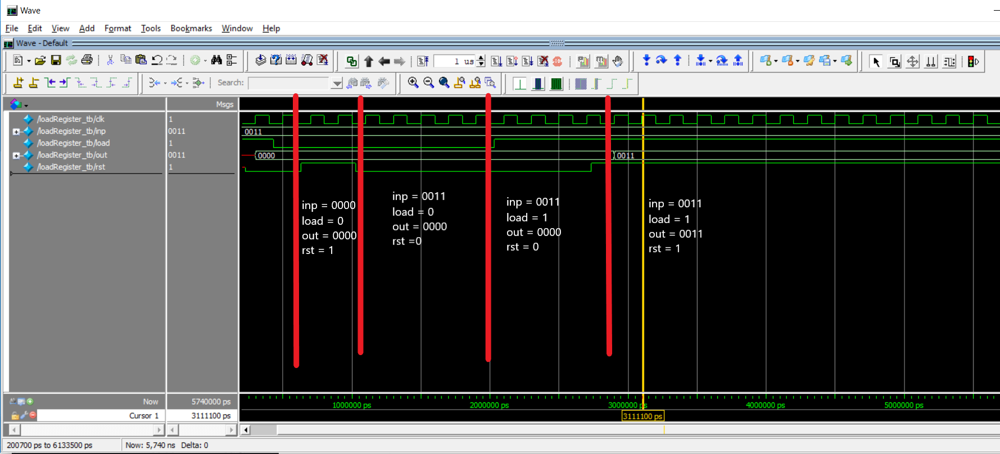 Wave
File Edit View Add Format Tools Bookmarks Window Help
Wave - Default
1 us
Search:
Msgs
/loadRegister_tb/clk 1
/loadRegister_tb/inp 0011 0011
/loadRegister_tb/load 1
/loadRegister_tb/out 0011 0000 0011
/loadRegister_tb/rst 1
inp = 0000
load = 0
out = 0000
rst = 1
inp = 0011
load = 0
out = 0000
rst =0
inp = 0011
load = 1
out = 0000
rst = 0
inp = 0011
load = 1
out = 0011
rst = 1
Now 5740000 ps 1000000 ps 2000000 ps 3000000 ps 4000000 ps 5000000 ps
Cursor 1 3111100 ps 3111100 ps
200700 ps to 6133500 ps Now: 5,740 ns Delta: 0